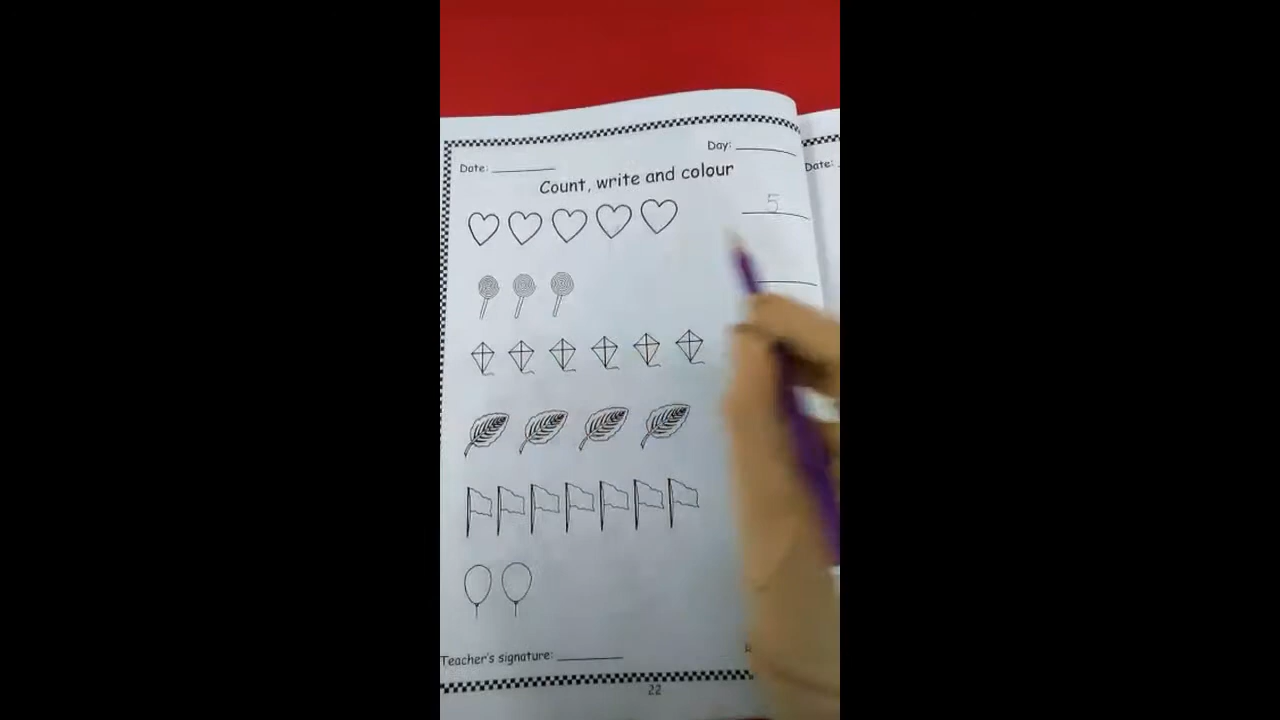 Day:
Date:
Date:
Count, write and colour
5
Teacher's signature:
22